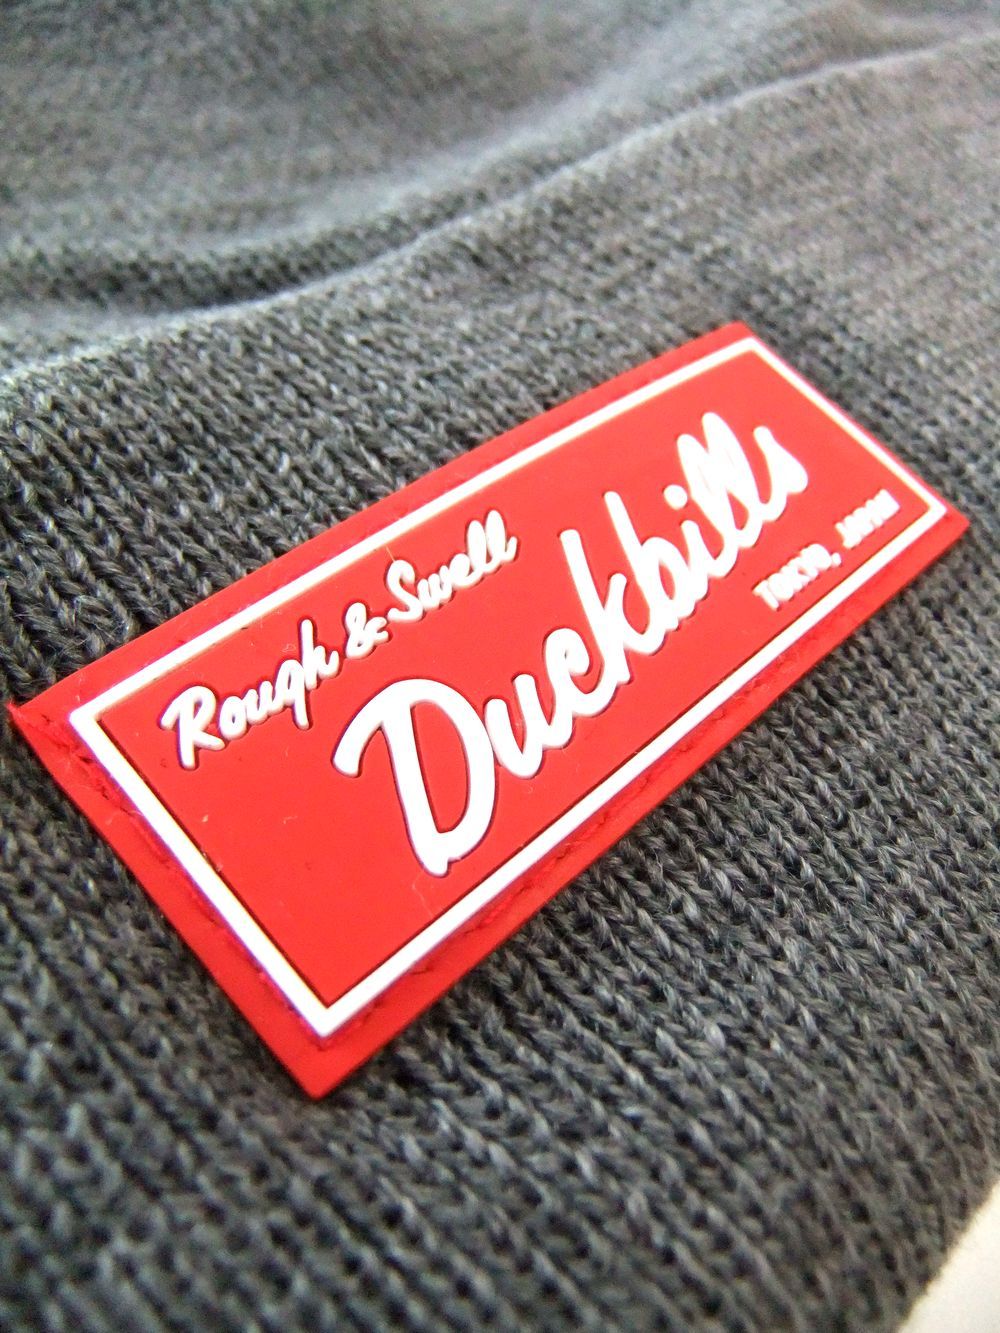 Rough & Swell
Duckbills
TOKYO, JAPAN